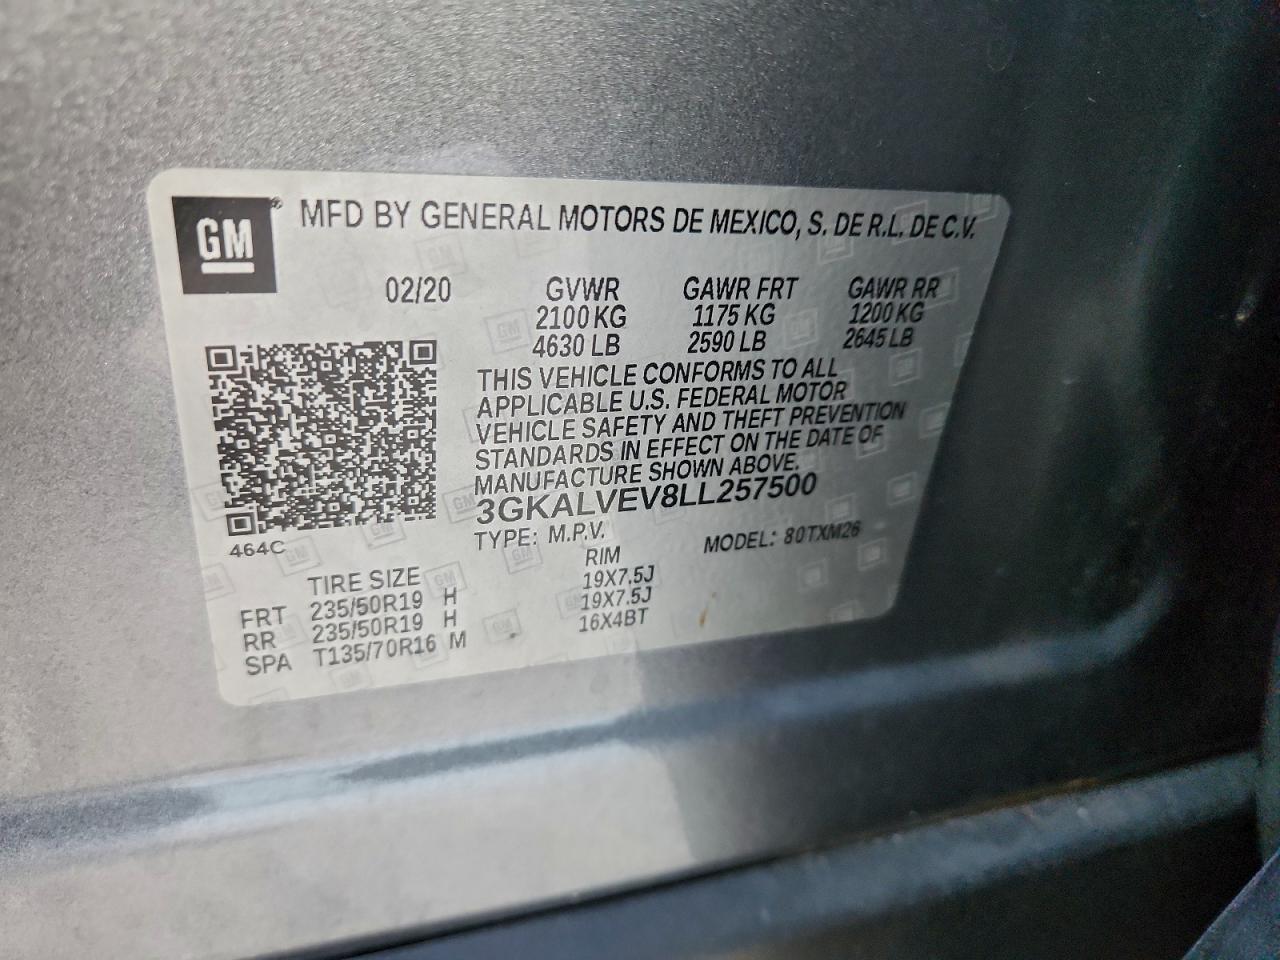 GM® MFD BY GENERAL MOTORS DE MEXICO, S. DE R.L. DE C.V.
02/20 GVWR GAWR FRT GAWR RR
2100 KG 1175 KG 1200 KG
4630 LB 2590 LB 2645 LB
THIS VEHICLE CONFORMS TO ALL
APPLICABLE U.S. FEDERAL MOTOR
VEHICLE SAFETY AND THEFT PREVENTION
STANDARDS IN EFFECT ON THE DATE OF
MANUFACTURE SHOWN ABOVE.
3GKALVEV8LL257500
464C TYPE: M.P.V. MODEL: 80TXM26
TIRE SIZE RIM
FRT 235/50R19 H 19X7.5J
RR 235/50R19 H 19X7.5J
SPA T135/70R16 M 16X4BT